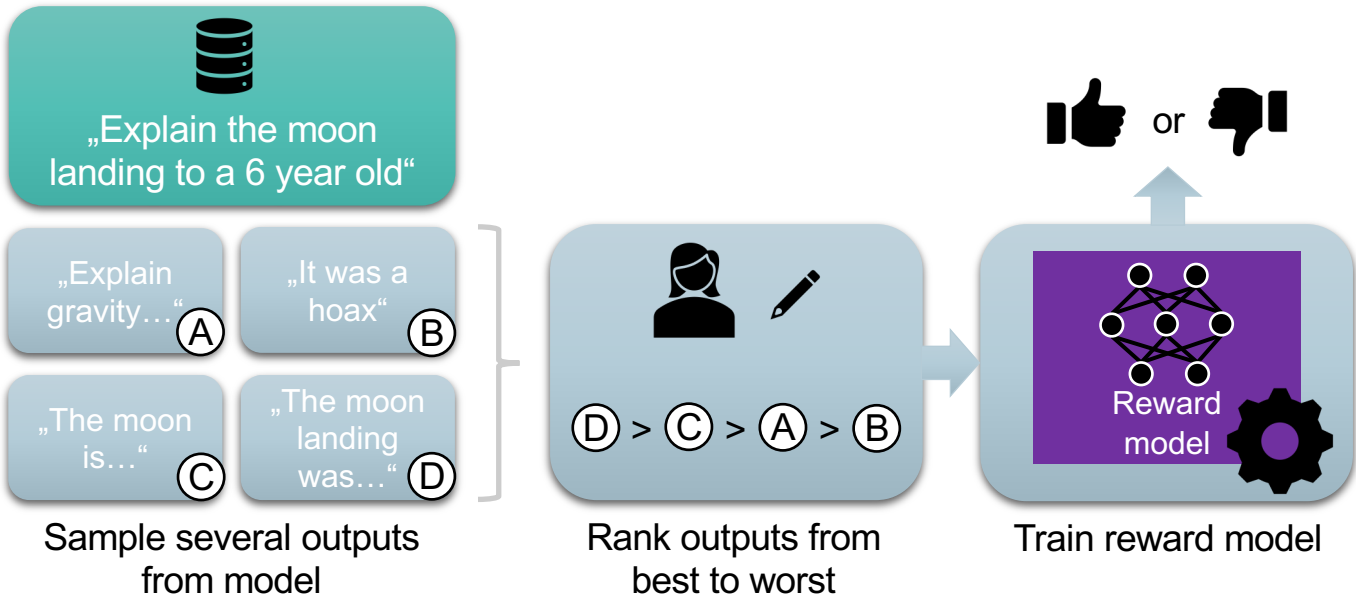 „Explain the moon
landing to a 6 year old“
„Explain
gravity…“
A
„It was a
hoax“
B
„The moon
is…“
C
„The moon
landing
was…“
D
Sample several outputs
from model
D > C > A > B
Rank outputs from
best to worst
or
Reward
model
Train reward model